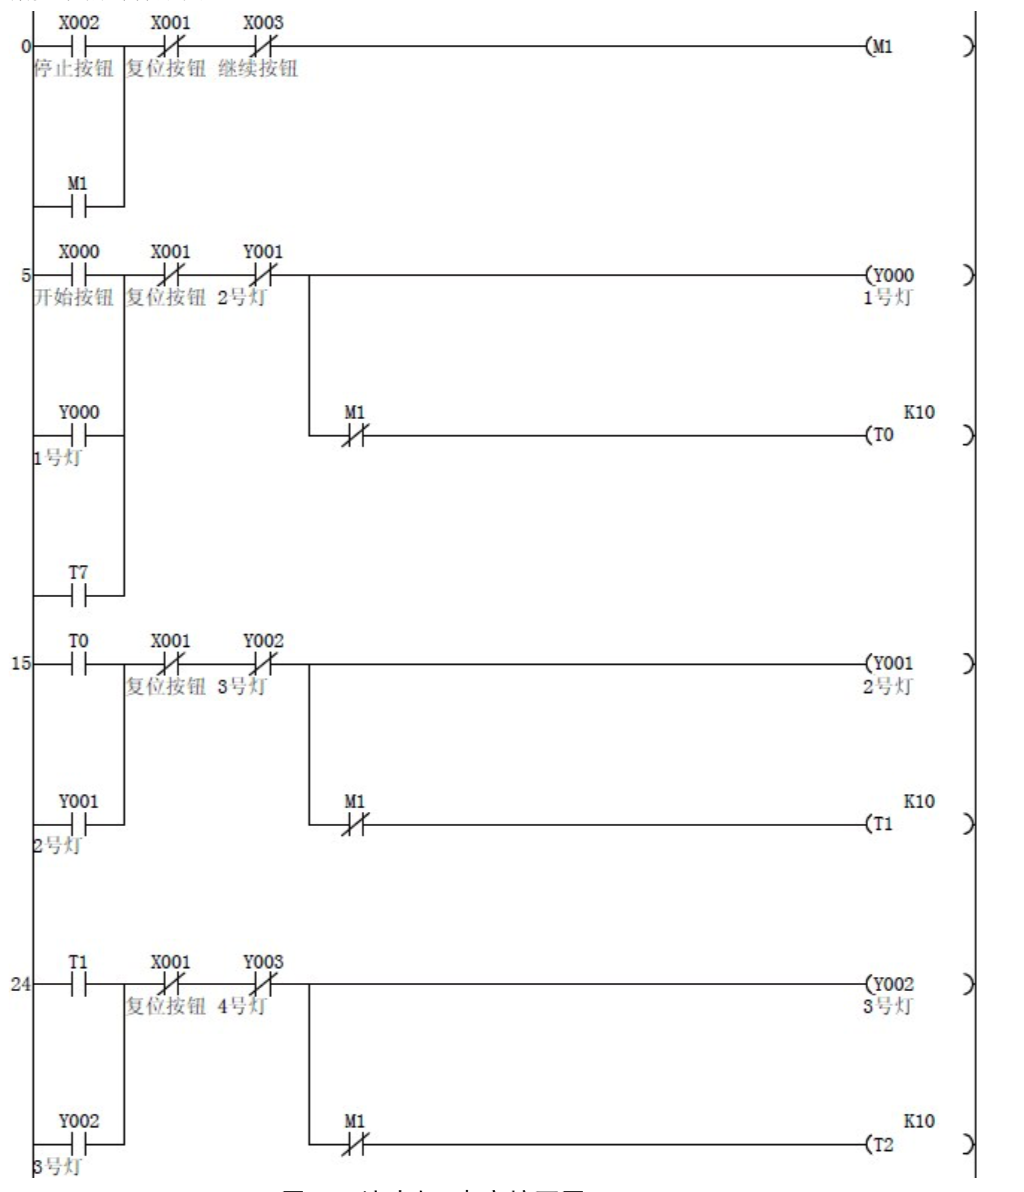 X002 X001 X003
0 (M1 )
停止按钮 复位按钮 继续按钮
M1
X000 X001 Y001
5 (Y000 )
开始按钮 复位按钮 2号灯 1号灯
Y000 M1 K10
(T0 )
1号灯
T7
T0 X001 Y002
15 (Y001 )
复位按钮 3号灯 2号灯
Y001 M1 K10
(T1 )
2号灯
T1 X001 Y003
24 (Y002 )
复位按钮 4号灯 3号灯
Y002 M1 K10
(T2 )
3号灯